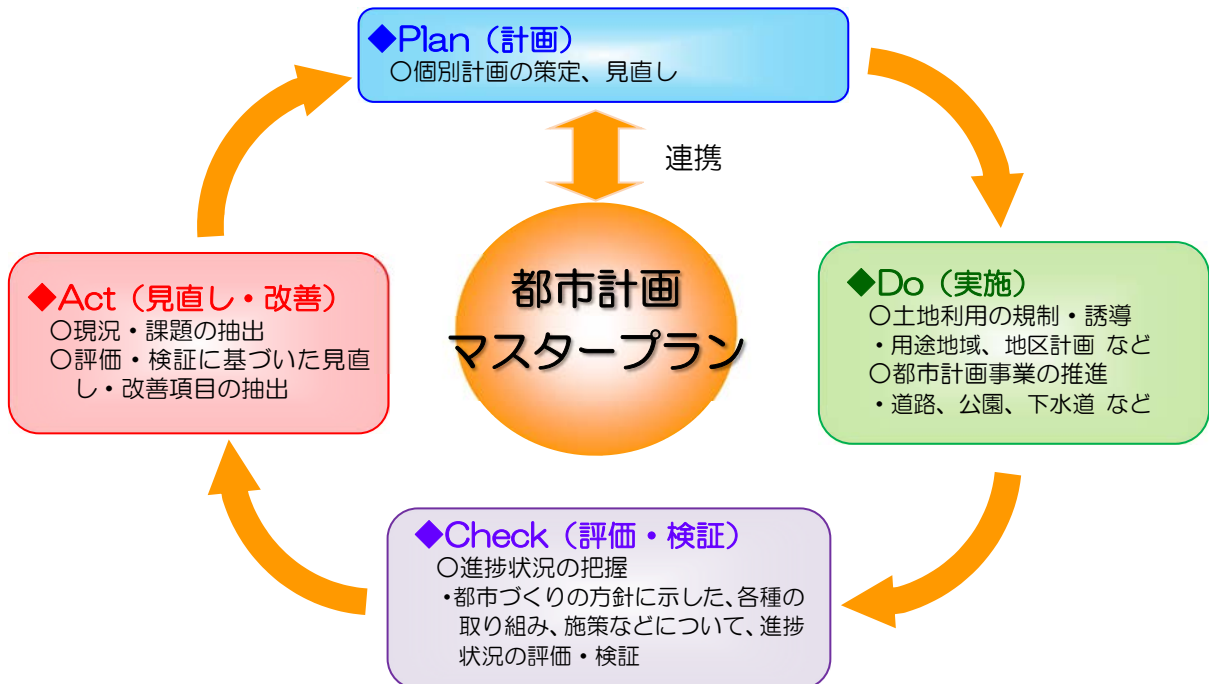 ◆Plan（計画）
○個別計画の策定、見直し
連携
都市計画
マスタープラン
◆Do（実施）
○土地利用の規制・誘導
・用途地域、地区計画 など
○都市計画事業の推進
・道路、公園、下水道 など
◆Check（評価・検証）
○進捗状況の把握
・都市づくりの方針に示した、各種の
取り組み、施策などについて、進捗
状況の評価・検証
◆Act（見直し・改善）
○現況・課題の抽出
○評価・検証に基づいた見直
し・改善項目の抽出